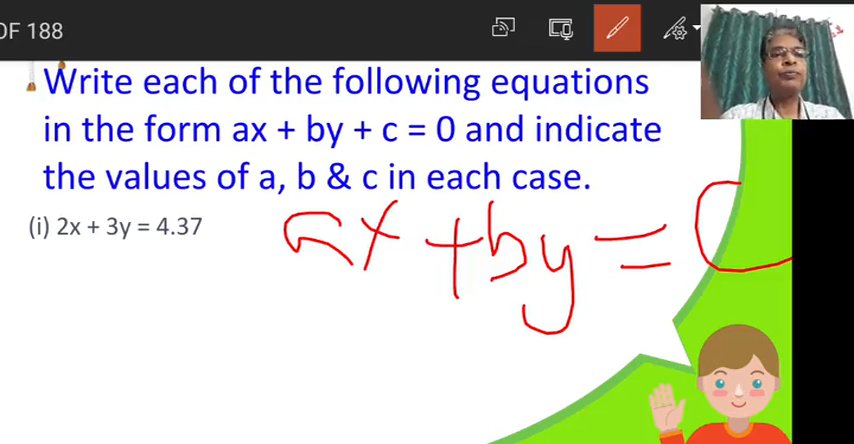 OF 188
Write each of the following equations
in the form ax + by + c = 0 and indicate
the values of a, b & c in each case.
(i) 2x + 3y = 4.37
ax + by = 0